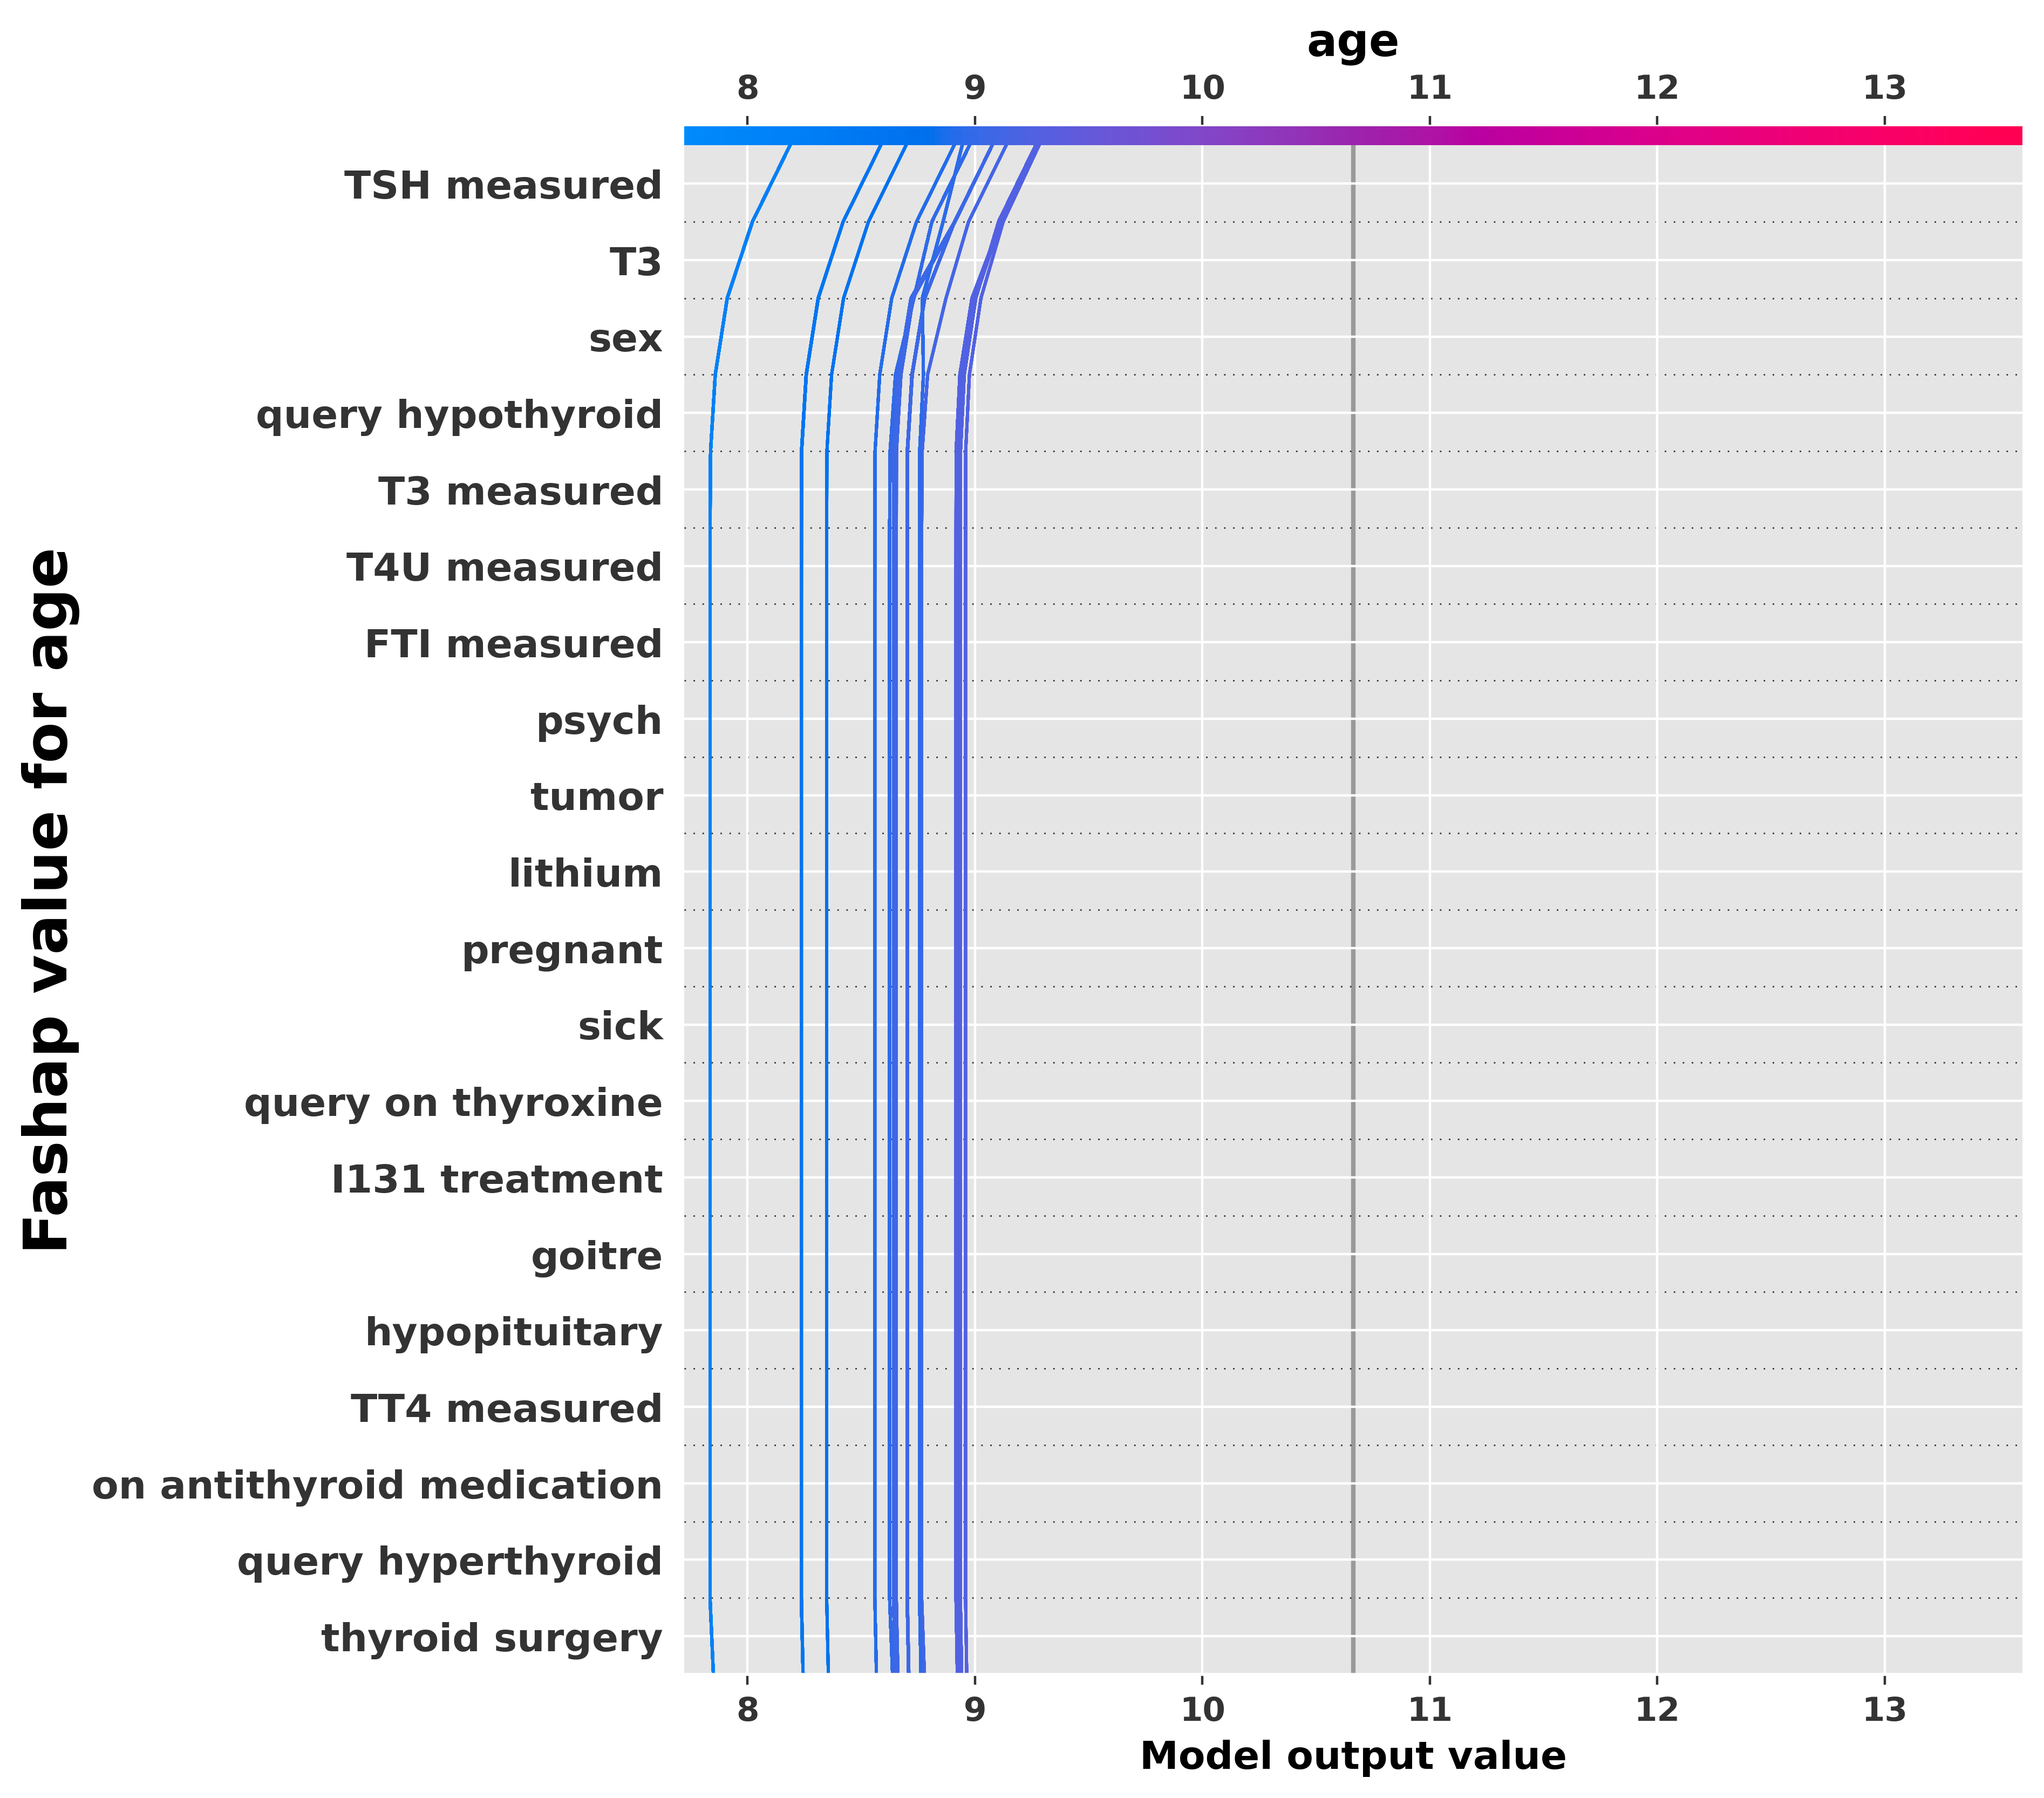 age
8 9 10 11 12 13
Fashap value for age
TSH measured
T3
sex
query hypothyroid
T3 measured
T4U measured
FTI measured
psych
tumor
lithium
pregnant
sick
query on thyroxine
I131 treatment
goitre
hypopituitary
TT4 measured
on antithyroid medication
query hyperthyroid
thyroid surgery
8 9 10 11 12 13
Model output value